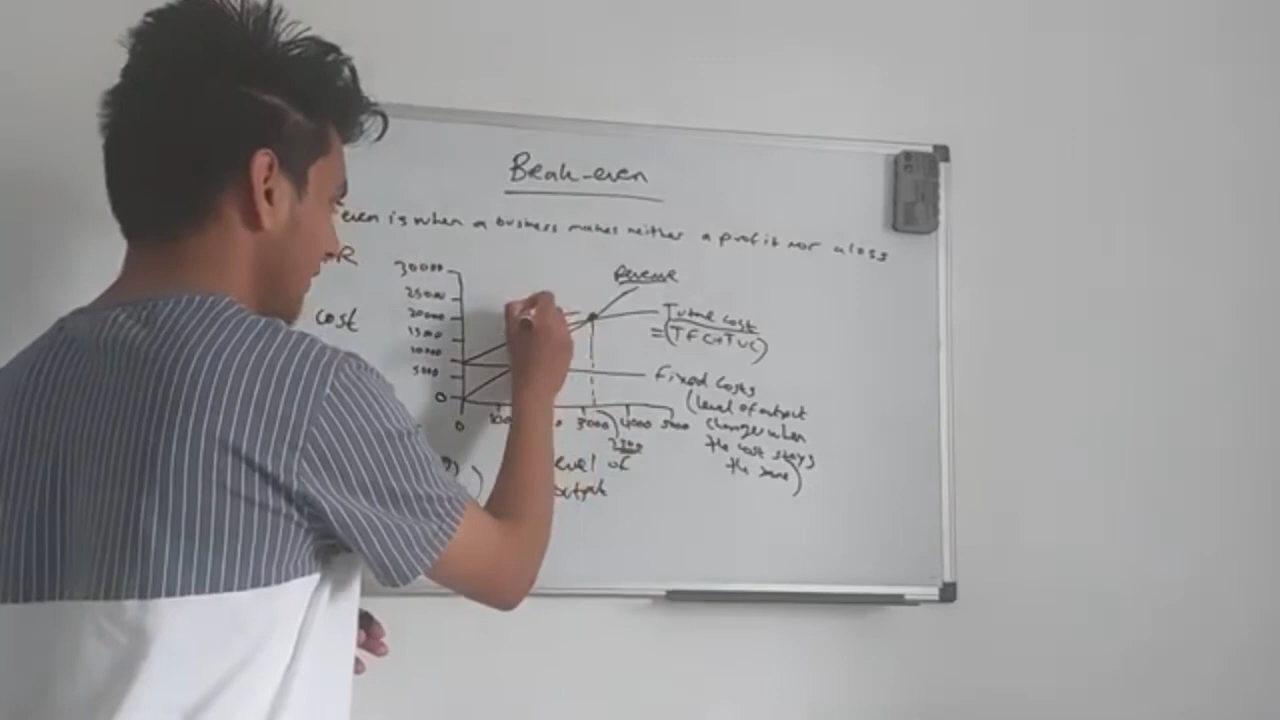 Break-even
even is when a business makes neither a profit nor a loss
R
cost
30000
25000
20000
1500
10000
5000
0
Revenue
Total cost
= (TFC+TVC)
fixed costs
(level of output
changes when
the cost stays
the same)
0
3000
4000
5000
level of
output